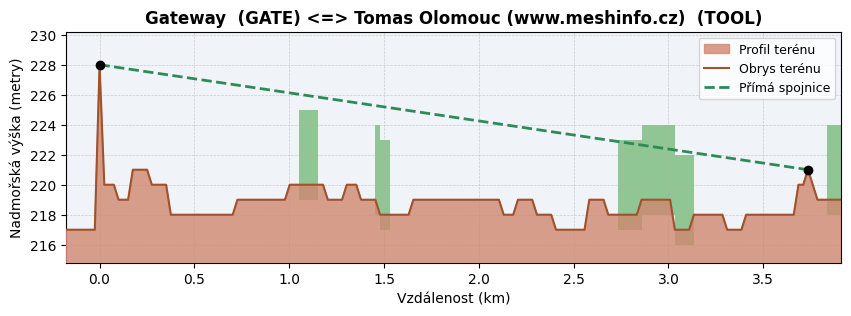 Gateway  (GATE) <=> Tomas Olomouc (www.meshinfo.cz)  (TOOL)
Nadmořská výška (metry)
230
228
226
224
222
220
218
216
Profil terénu
Obrys terénu
Přímá spojnice
0.0 0.5 1.0 1.5 2.0 2.5 3.0 3.5
Vzdálenost (km)